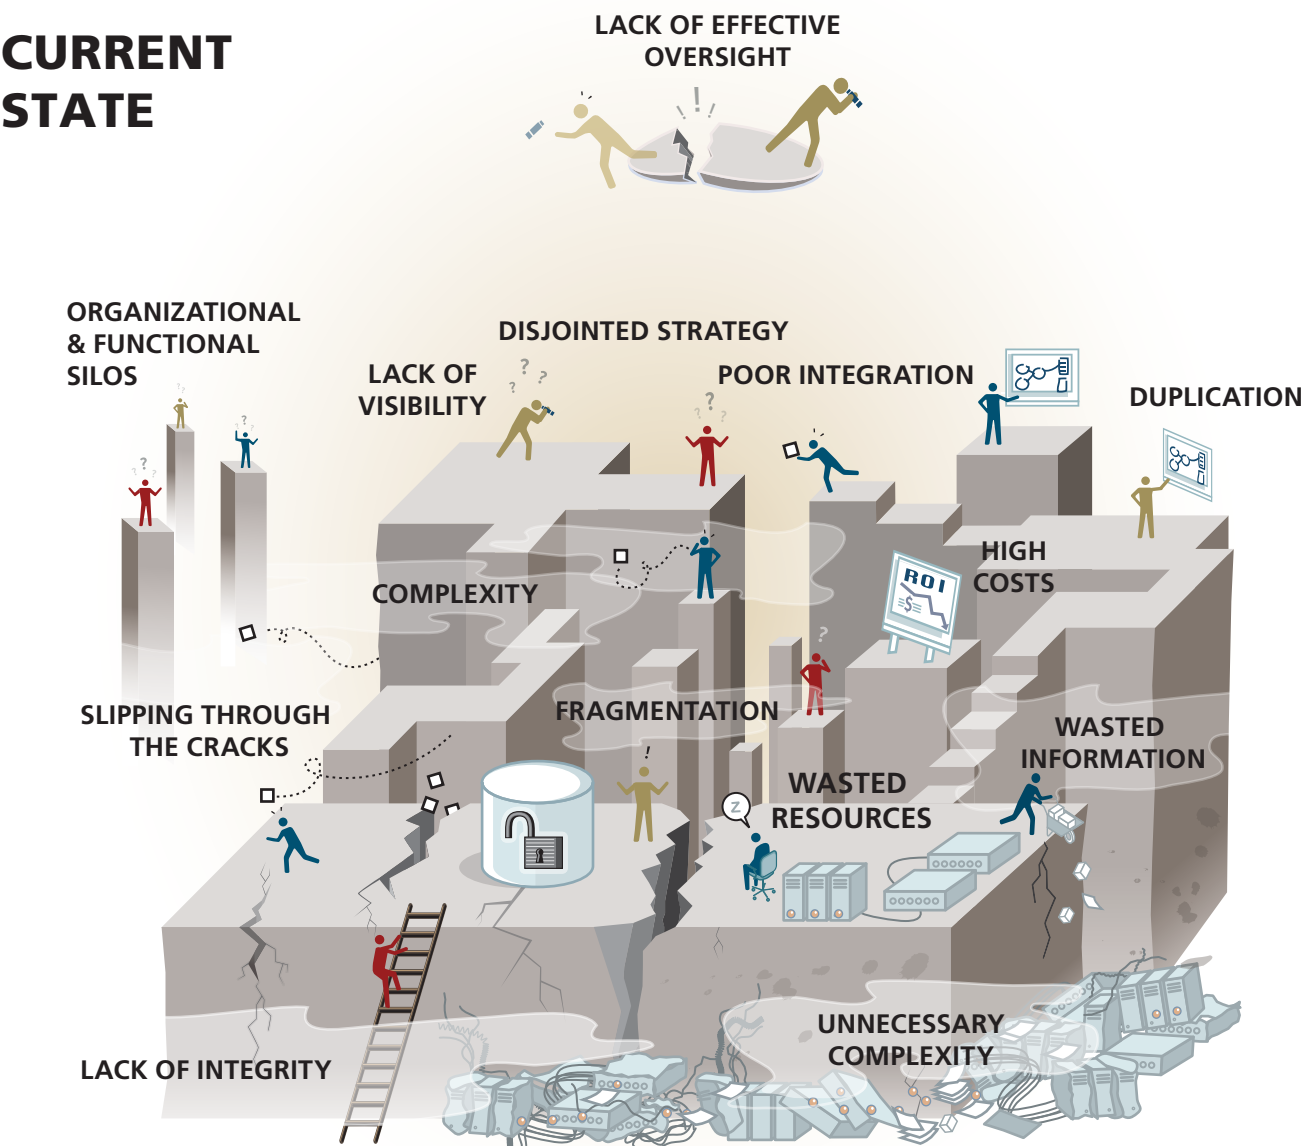 CURRENT
STATE
LACK OF EFFECTIVE
OVERSIGHT
!
ORGANIZATIONAL
& FUNCTIONAL
SILOS
DISJOINTED STRATEGY
LACK OF
VISIBILITY
POOR INTEGRATION
DUPLICATION
? ? ?
? ? ?
? ? ?
? ? ?
HIGH
COSTS
ROI
$
COMPLEXITY
?
SLIPPING THROUGH
THE CRACKS
FRAGMENTATION
!
WASTED
INFORMATION
WASTED
RESOURCES
Z
LACK OF INTEGRITY
UNNECESSARY
COMPLEXITY